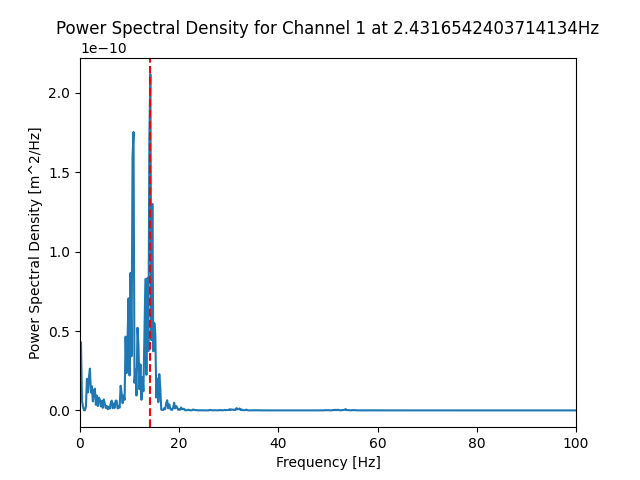 Power Spectral Density for Channel 1 at 2.4316542403714134Hz
1e−10
2.0
1.5
1.0
0.5
0.0
Power Spectral Density [m^2/Hz]
0 20 40 60 80 100
Frequency [Hz]